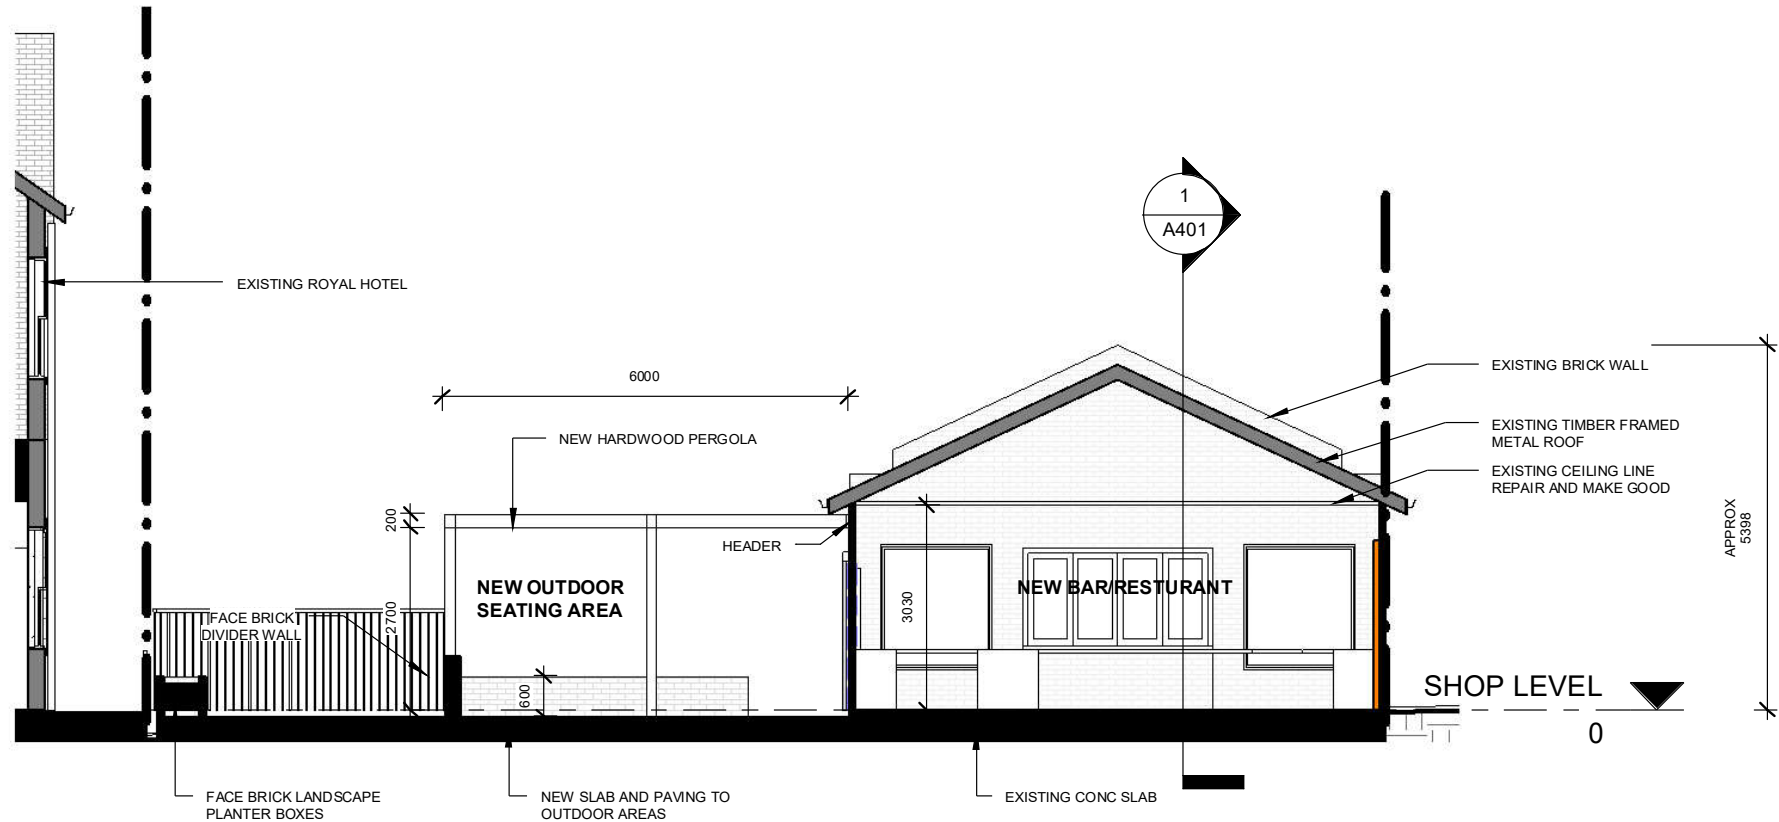 1
A401
EXISTING ROYAL HOTEL
6000
NEW HARDWOOD PERGOLA
EXISTING BRICK WALL
EXISTING TIMBER FRAMED
METAL ROOF
EXISTING CEILING LINE
REPAIR AND MAKE GOOD
APPROX
5398
200
HEADER
NEW OUTDOOR
SEATING AREA
NEW BAR/RESTURANT
2700
3030
FACE BRICK
DIVIDER WALL
600
SHOP LEVEL
0
FACE BRICK LANDSCAPE
PLANTER BOXES
NEW SLAB AND PAVING TO
OUTDOOR AREAS
EXISTING CONC SLAB